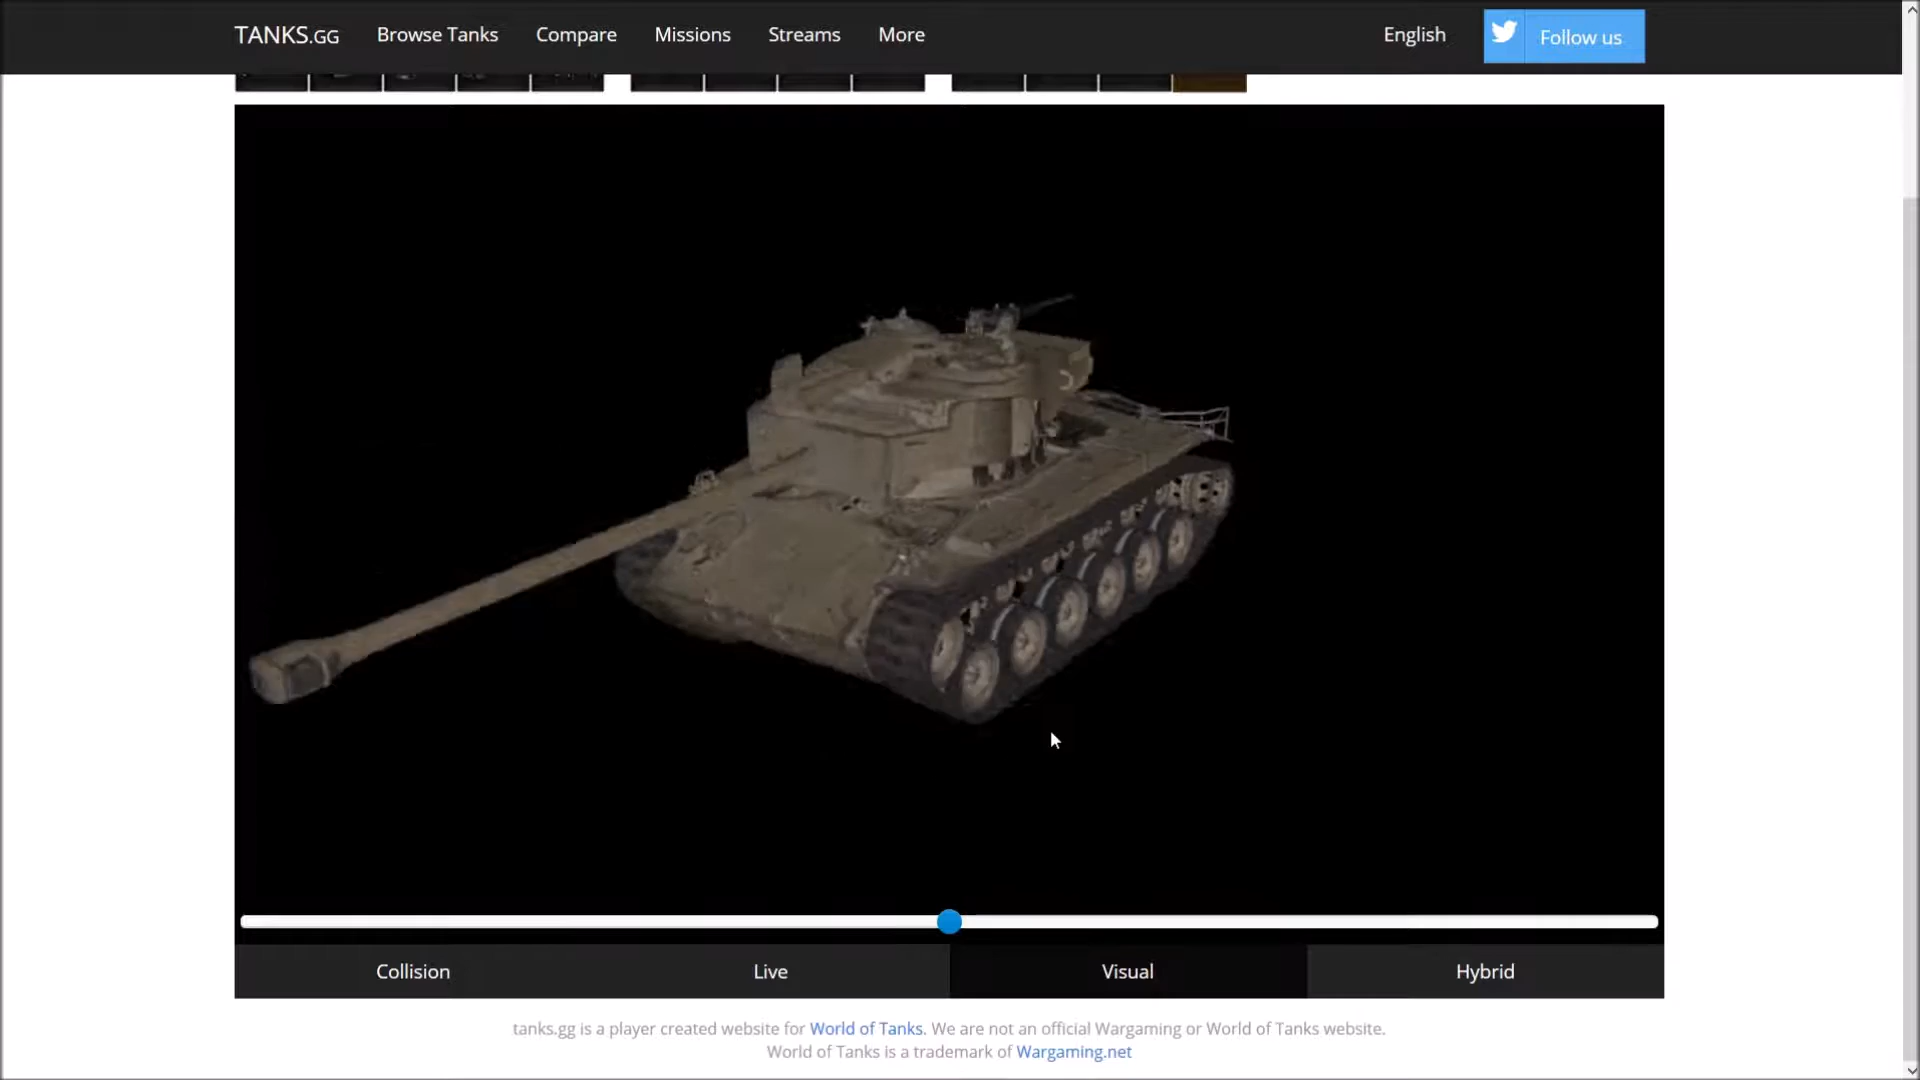 TANKS.GG Browse Tanks Compare Missions Streams More English Follow us
Collision Live Visual Hybrid
tanks.gg is a player created website for World of Tanks. We are not an official Wargaming or World of Tanks website.
World of Tanks is a trademark of Wargaming.net